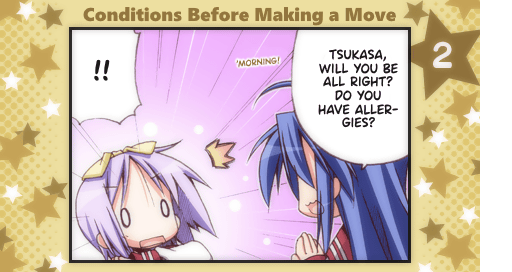 Conditions Before Making a Move
2
!!
'MORNING!
TSUKASA,
WILL YOU BE
ALL RIGHT?
DO YOU
HAVE ALLER-
GIES?